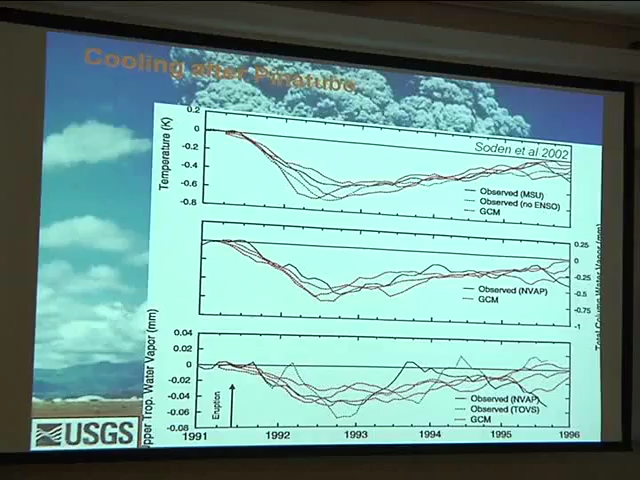 Cooling after Pinatubo
Soden et al 2002
Temperature (K)
0.2
0
-0.2
-0.4
-0.6
-0.8
Observed (MSU)
Observed (no ENSO)
GCM
Total Column Water Vapor (mm)
0.25
0
-0.25
-0.5
-0.75
-1
Observed (NVAP)
GCM
Upper Trop. Water Vapor (mm)
0.04
0.02
0
-0.02
-0.04
-0.06
-0.08
Eruption
Observed (NVAP)
Observed (TOVS)
GCM
1991 1992 1993 1994 1995 1996
USGS